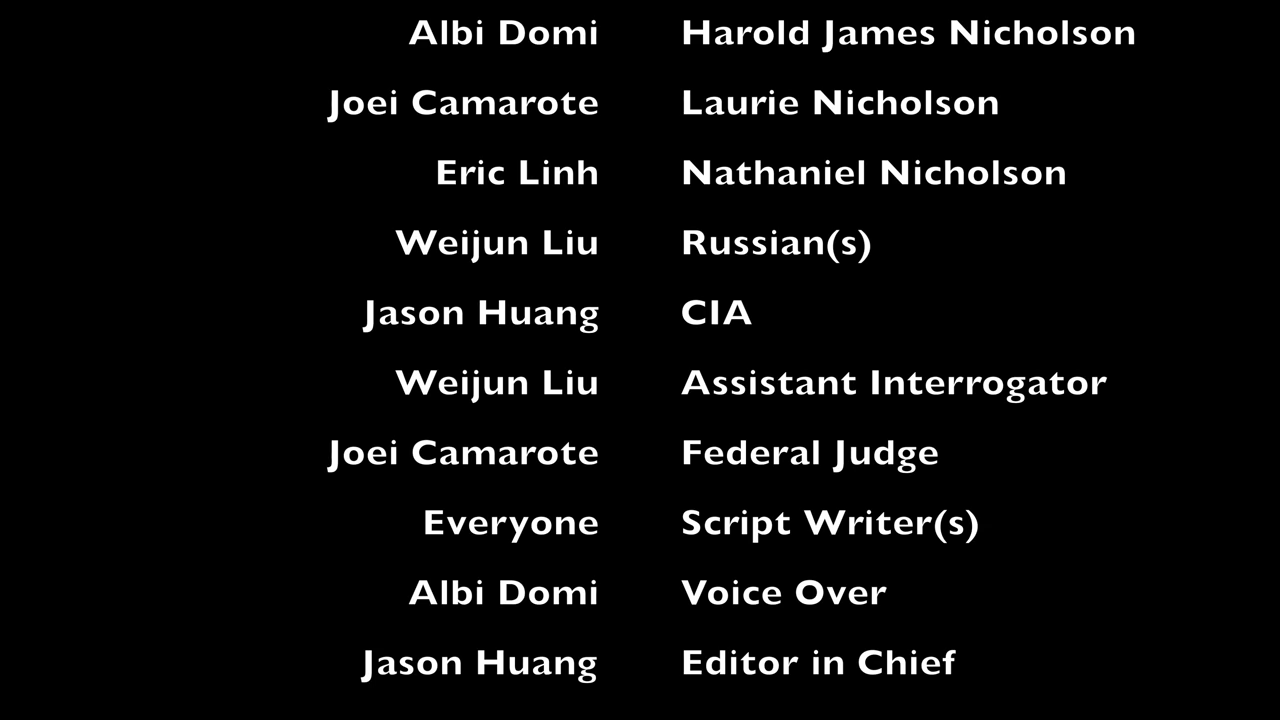 Albi Domi Harold James Nicholson
Joei Camarote Laurie Nicholson
Eric Linh Nathaniel Nicholson
Weijun Liu Russian(s)
Jason Huang CIA
Weijun Liu Assistant Interrogator
Joei Camarote Federal Judge
Everyone Script Writer(s)
Albi Domi Voice Over
Jason Huang Editor in Chief